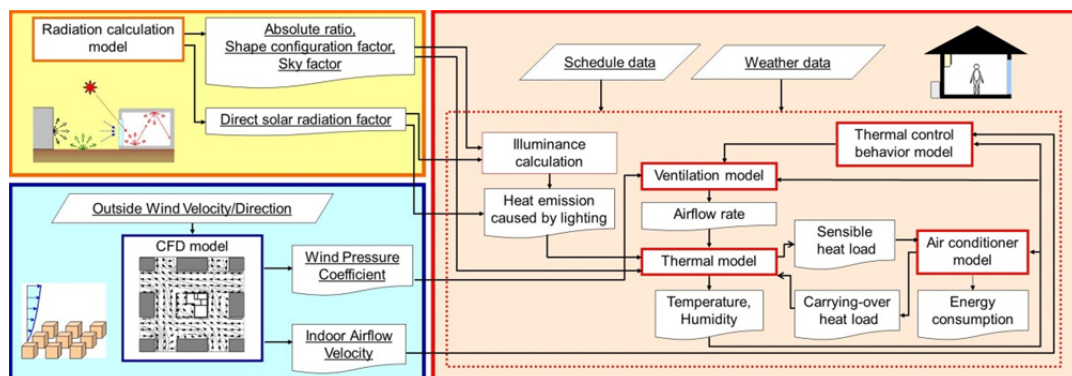 Radiation calculation
model
Absolute ratio,
Shape configuration factor,
Sky factor
Direct solar radiation factor
Outside Wind Velocity/Direction
CFD model
Wind Pressure
Coefficient
Indoor Airflow
Velocity
Schedule data
Weather data
Illuminance
calculation
Heat emission
caused by lighting
Thermal control
behavior model
Ventilation model
Airflow rate
Thermal model
Sensible
heat load
Air conditioner
model
Temperature,
Humidity
Carrying-over
heat load
Energy
consumption